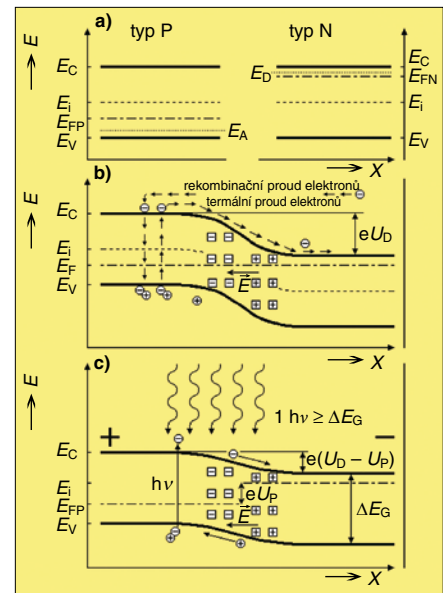 a)
typ P
typ N
E
E_C
E_i
E_FP
E_V
E_A
E_D
E_C
E_FN
E_i
E_V
X
b)
E
rekombinační proud elektronů
termální proud elektronů
E_C
E_i
E_F
E_V
E
eU_D
X
c)
E
1 hν ≥ ΔE_G
+
−
E_C
E_i
E_FP
E_V
hν
e(U_D – U_P)
eU_P
E
ΔE_G
X